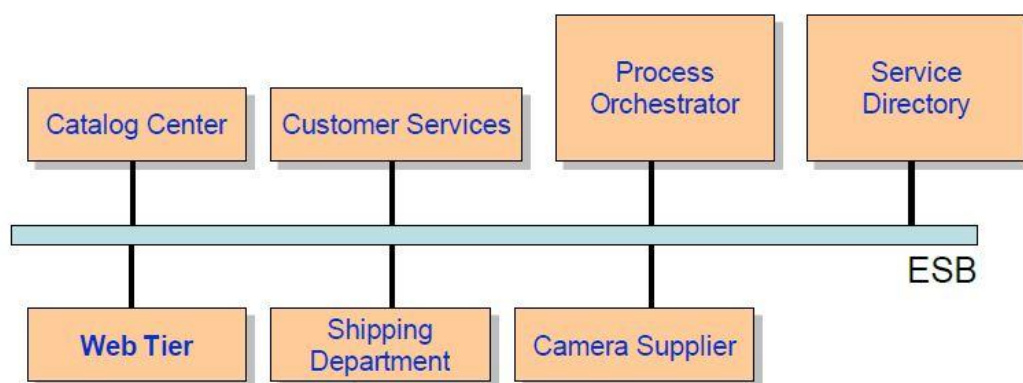 Process
Orchestrator
Service
Directory
Catalog Center
Customer Services
ESB
Web Tier
Shipping
Department
Camera Supplier